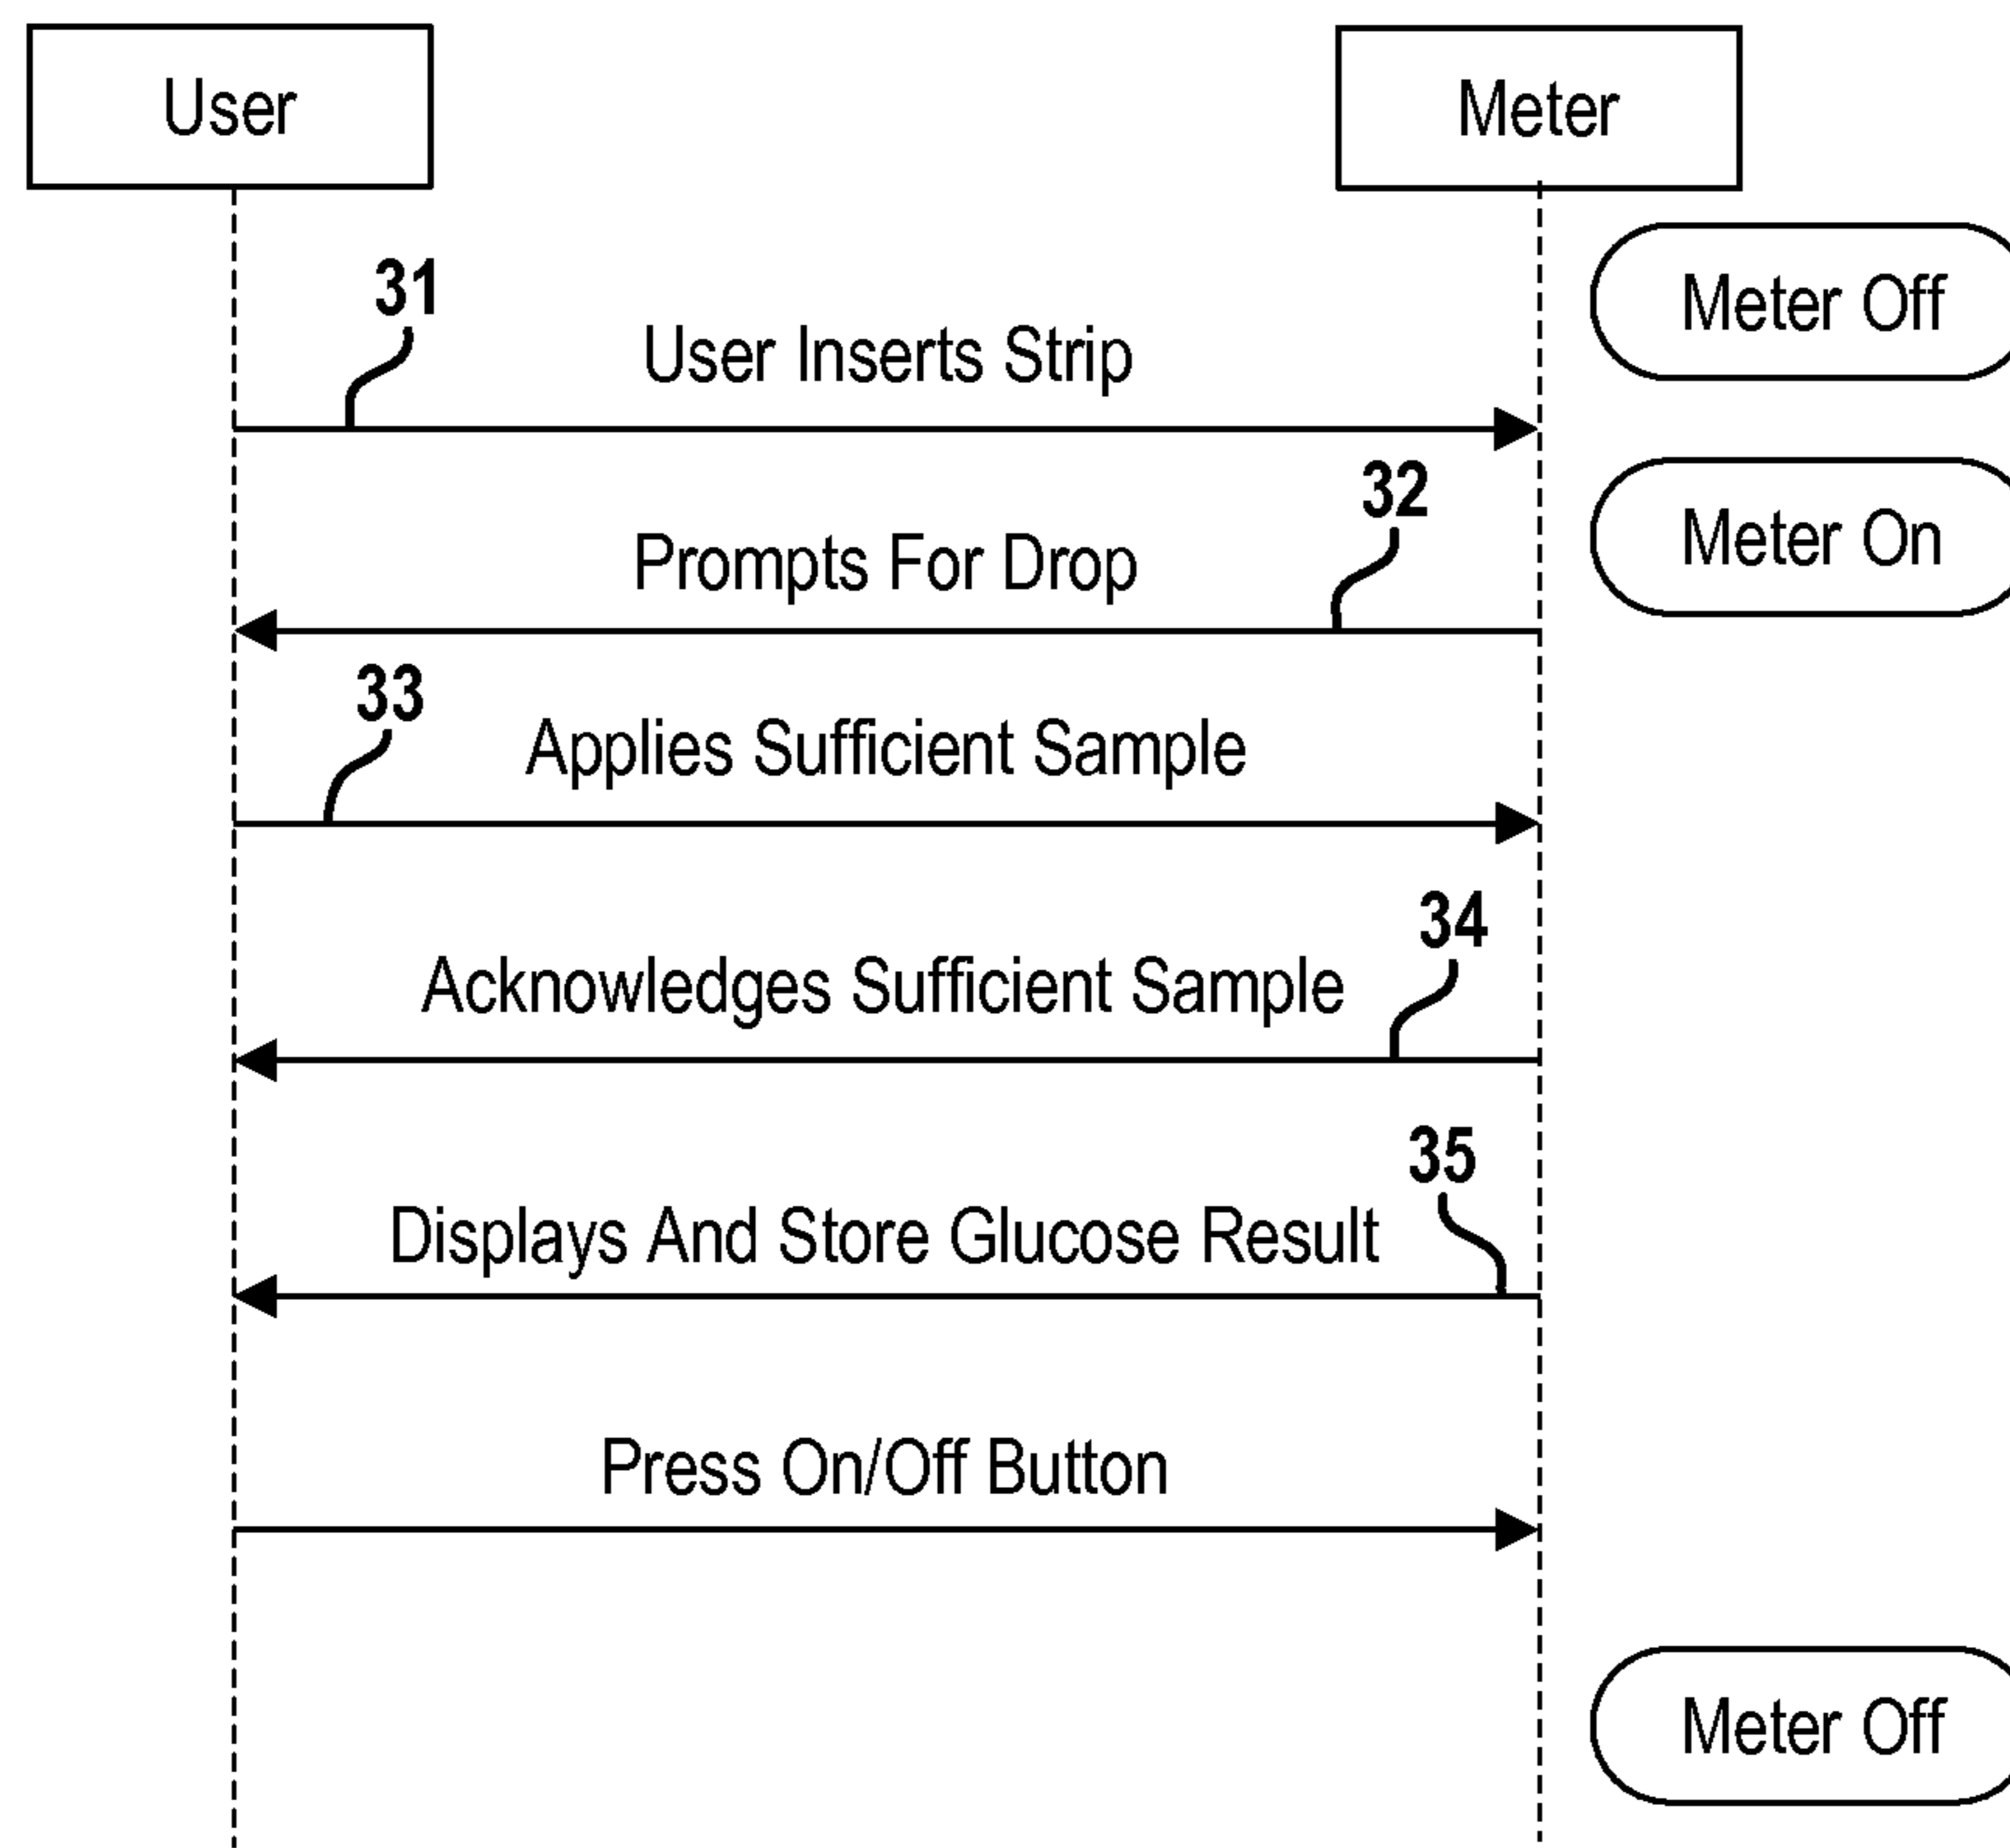 User
Meter
Meter Off
31
User Inserts Strip
32
Meter On
Prompts For Drop
33
Applies Sufficient Sample
34
Acknowledges Sufficient Sample
35
Displays And Store Glucose Result
Press On/Off Button
Meter Off